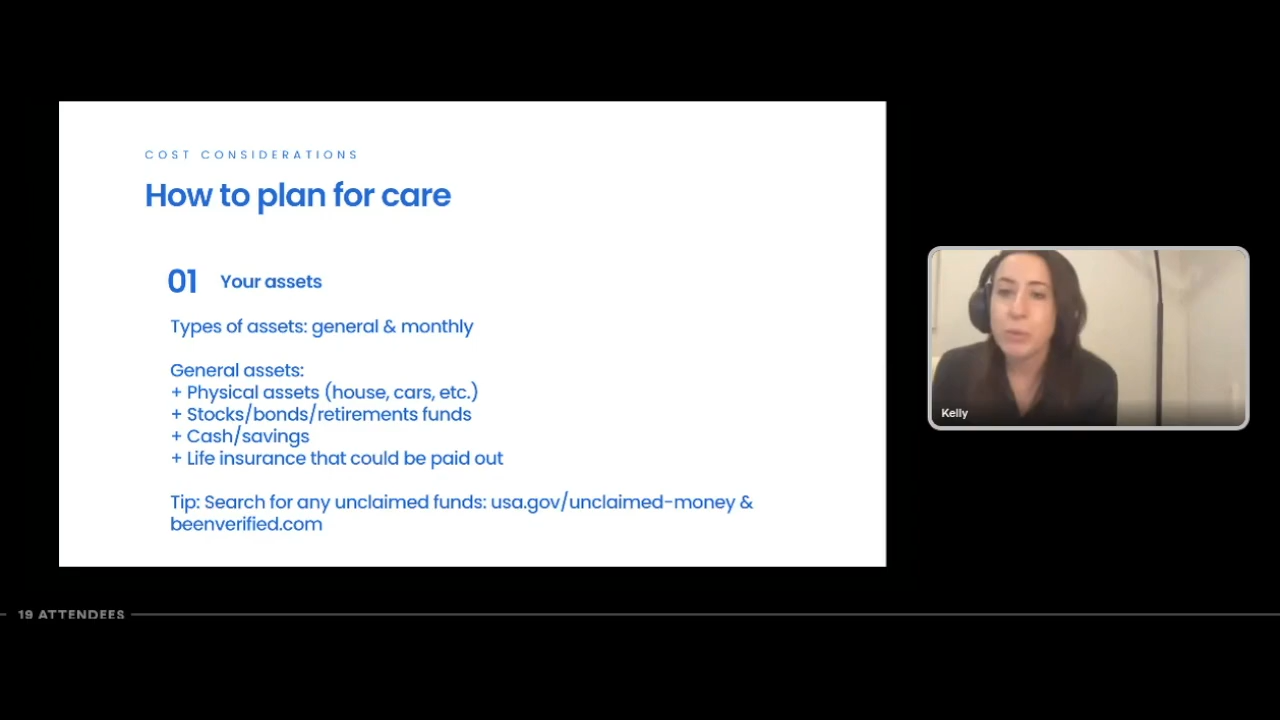 COST CONSIDERATIONS
How to plan for care
01 Your assets
Types of assets: general & monthly
General assets:
+ Physical assets (house, cars, etc.)
+ Stocks/bonds/retirements funds
+ Cash/savings
+ Life insurance that could be paid out
Tip: Search for any unclaimed funds: usa.gov/unclaimed-money &
beenverified.com
Kelly
19 ATTENDEES